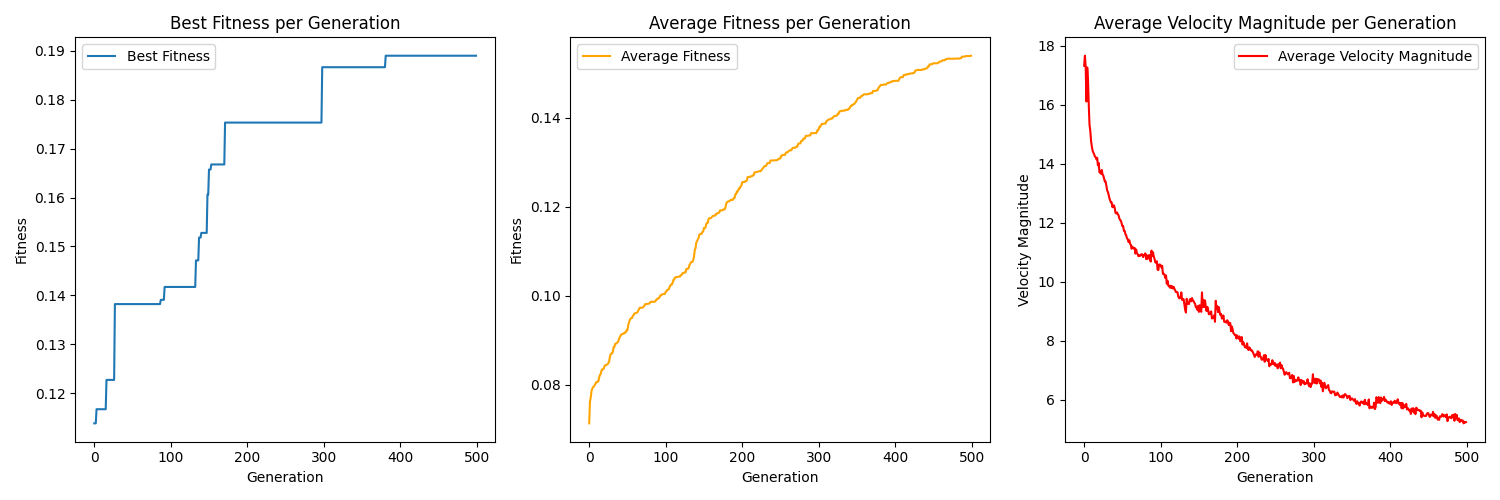 Best Fitness per Generation
Best Fitness
0.19
0.18
0.17
0.16
0.15
0.14
0.13
0.12
Fitness
0 100 200 300 400 500
Generation
Average Fitness per Generation
Average Fitness
0.14
0.12
0.10
0.08
Fitness
0 100 200 300 400 500
Generation
Average Velocity Magnitude per Generation
Average Velocity Magnitude
18
16
14
12
10
8
6
Velocity Magnitude
0 100 200 300 400 500
Generation